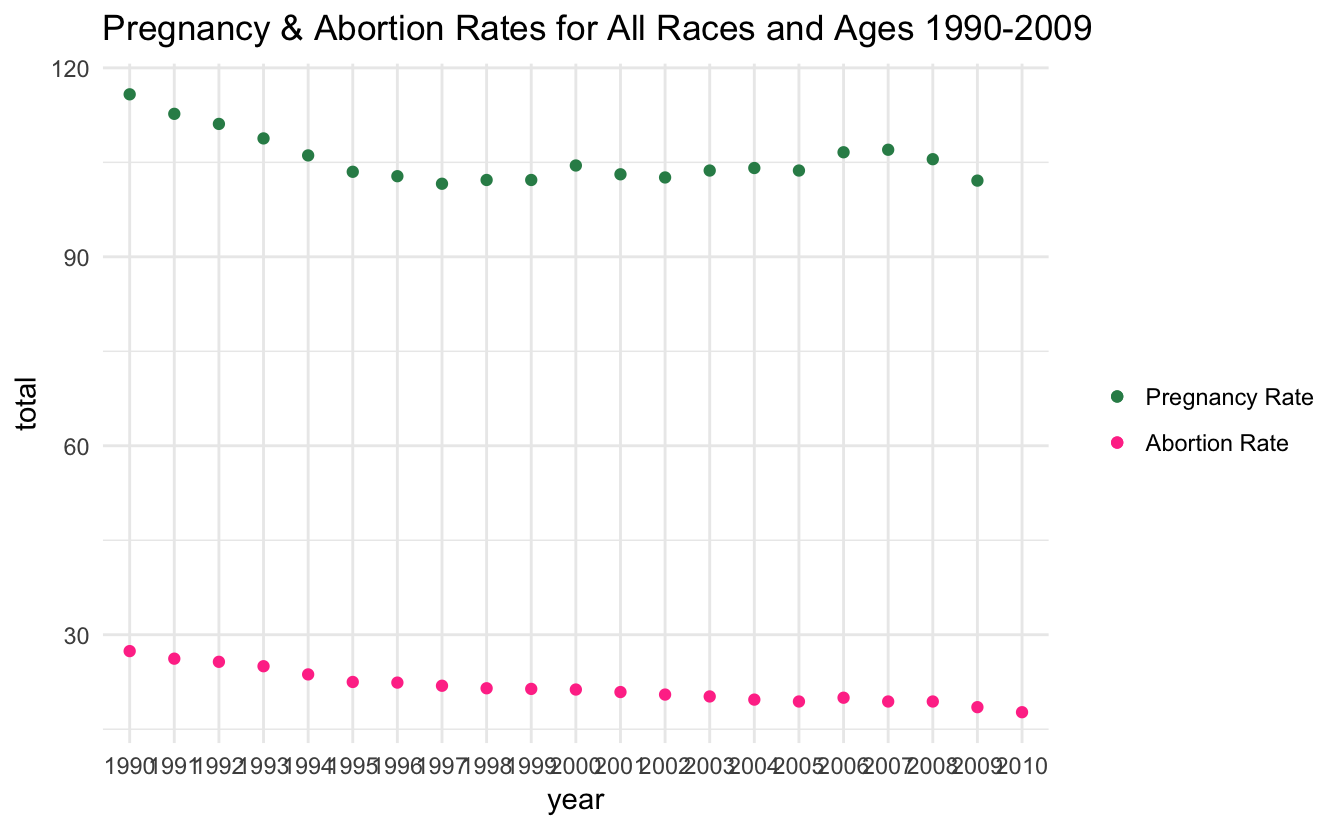 Pregnancy & Abortion Rates for All Races and Ages 1990-2009
120
90
60
30
total
1990 1991 1992 1993 1994 1995 1996 1997 1998 1999 2000 2001 2002 2003 2004 2005 2006 2007 2008 2009 2010
year
Pregnancy Rate
Abortion Rate